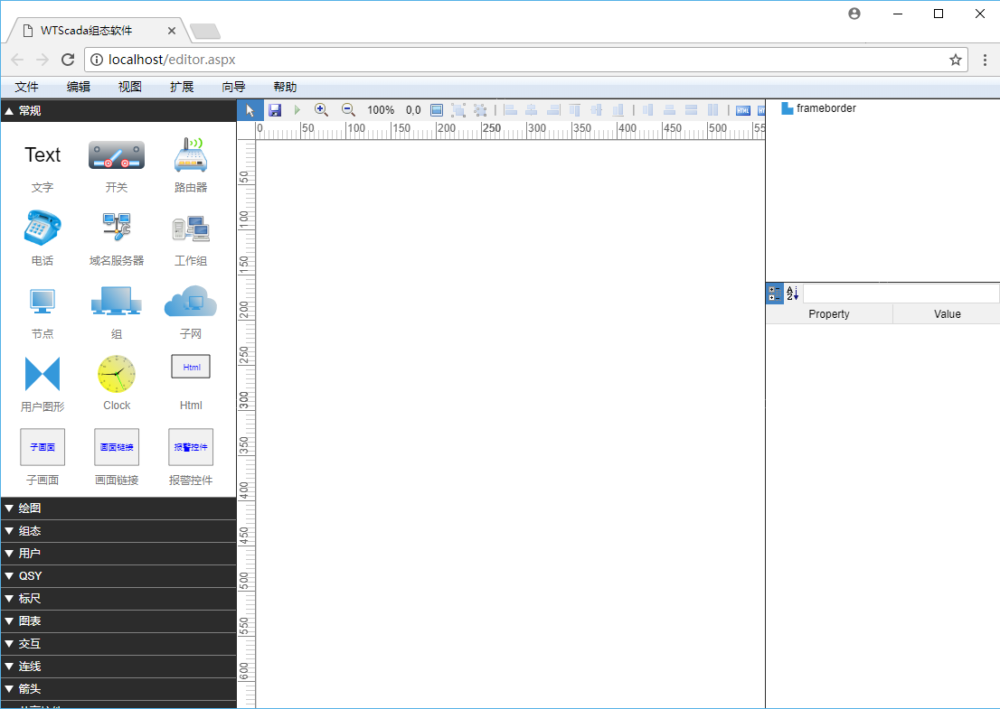 WTScada组态软件
localhost/editor.aspx
文件 编辑 视图 扩展 向导 帮助
常规
100% 0,0 HTML
frameborder
0 50 100 150 200 250 300 350 400 450 500
Text
文字 开关 路由器
电话 域名服务器 工作组
节点 组 子网
Html
用户图形 Clock Html
子画面 画面链接 报警控件
子画面 画面链接 报警控件
绘图
组态
用户
QSY
标尺
图表
交互
连线
箭头
50
100
150
200
250
300
350
400
450
500
550
600
Property Value